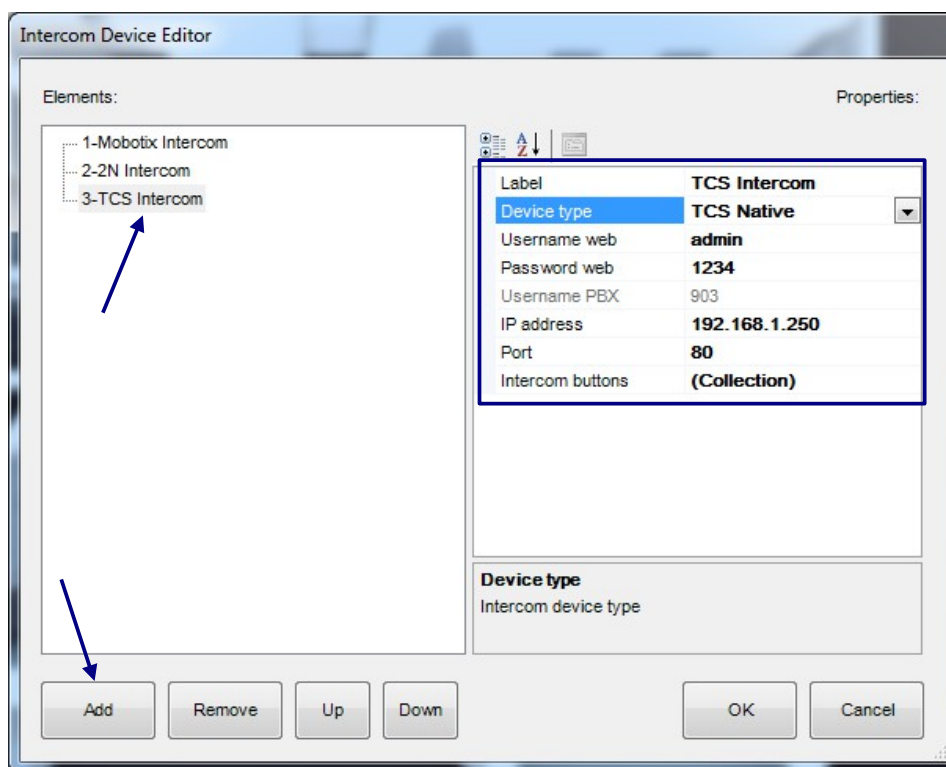 Intercom Device Editor
Elements: Properties:
1-Mobotix Intercom
2-2N Intercom
3-TCS Intercom
Label TCS Intercom
Device type TCS Native
Username web admin
Password web 1234
Username PBX 903
IP address 192.168.1.250
Port 80
Intercom buttons (Collection)
Device type
Intercom device type
Add Remove Up Down OK Cancel